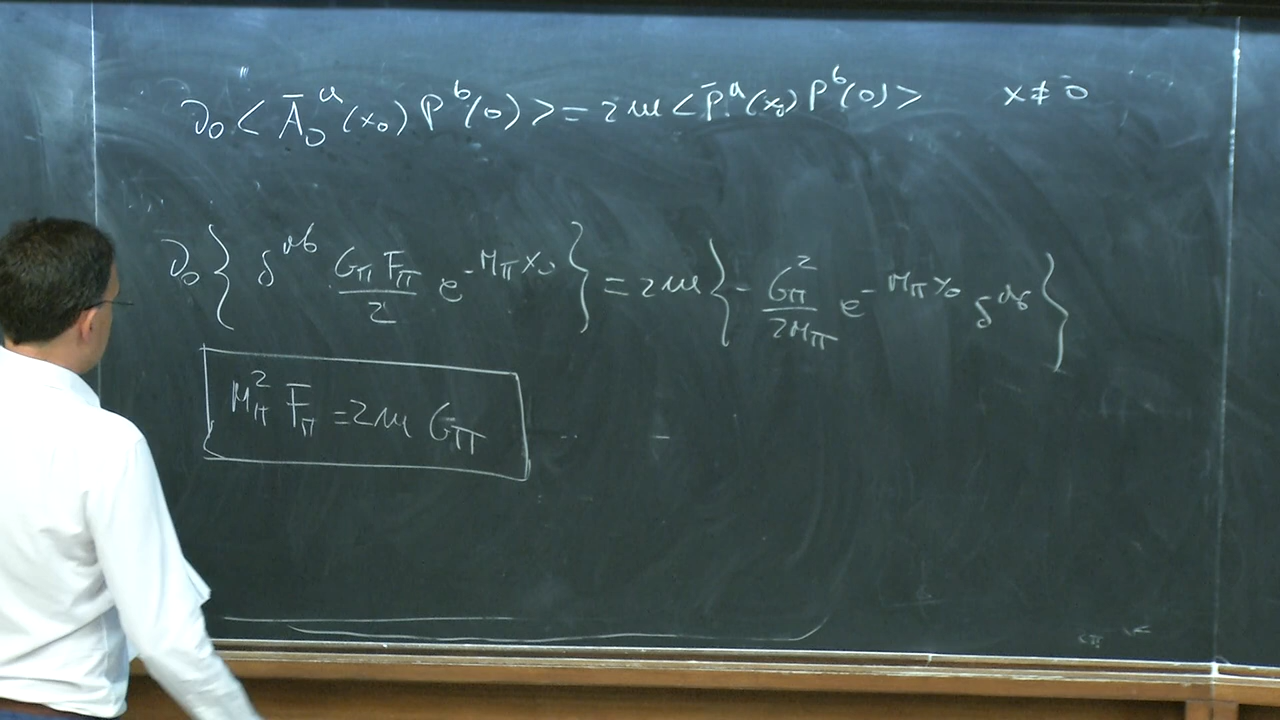 ∂₀ < Ā₀ᵃ(x₀) Pᵇ(0) > = 2m < P̄ᵃ(x₀) Pᵇ(0) > x ≠ 0
∂₀ { δᵃᵇ G_π F_π / 2 e^{-M_π x₀} } = 2m { - G_π² / 2M_π e^{-M_π x₀} δᵃᵇ }
M_π² F_π = 2m G_π